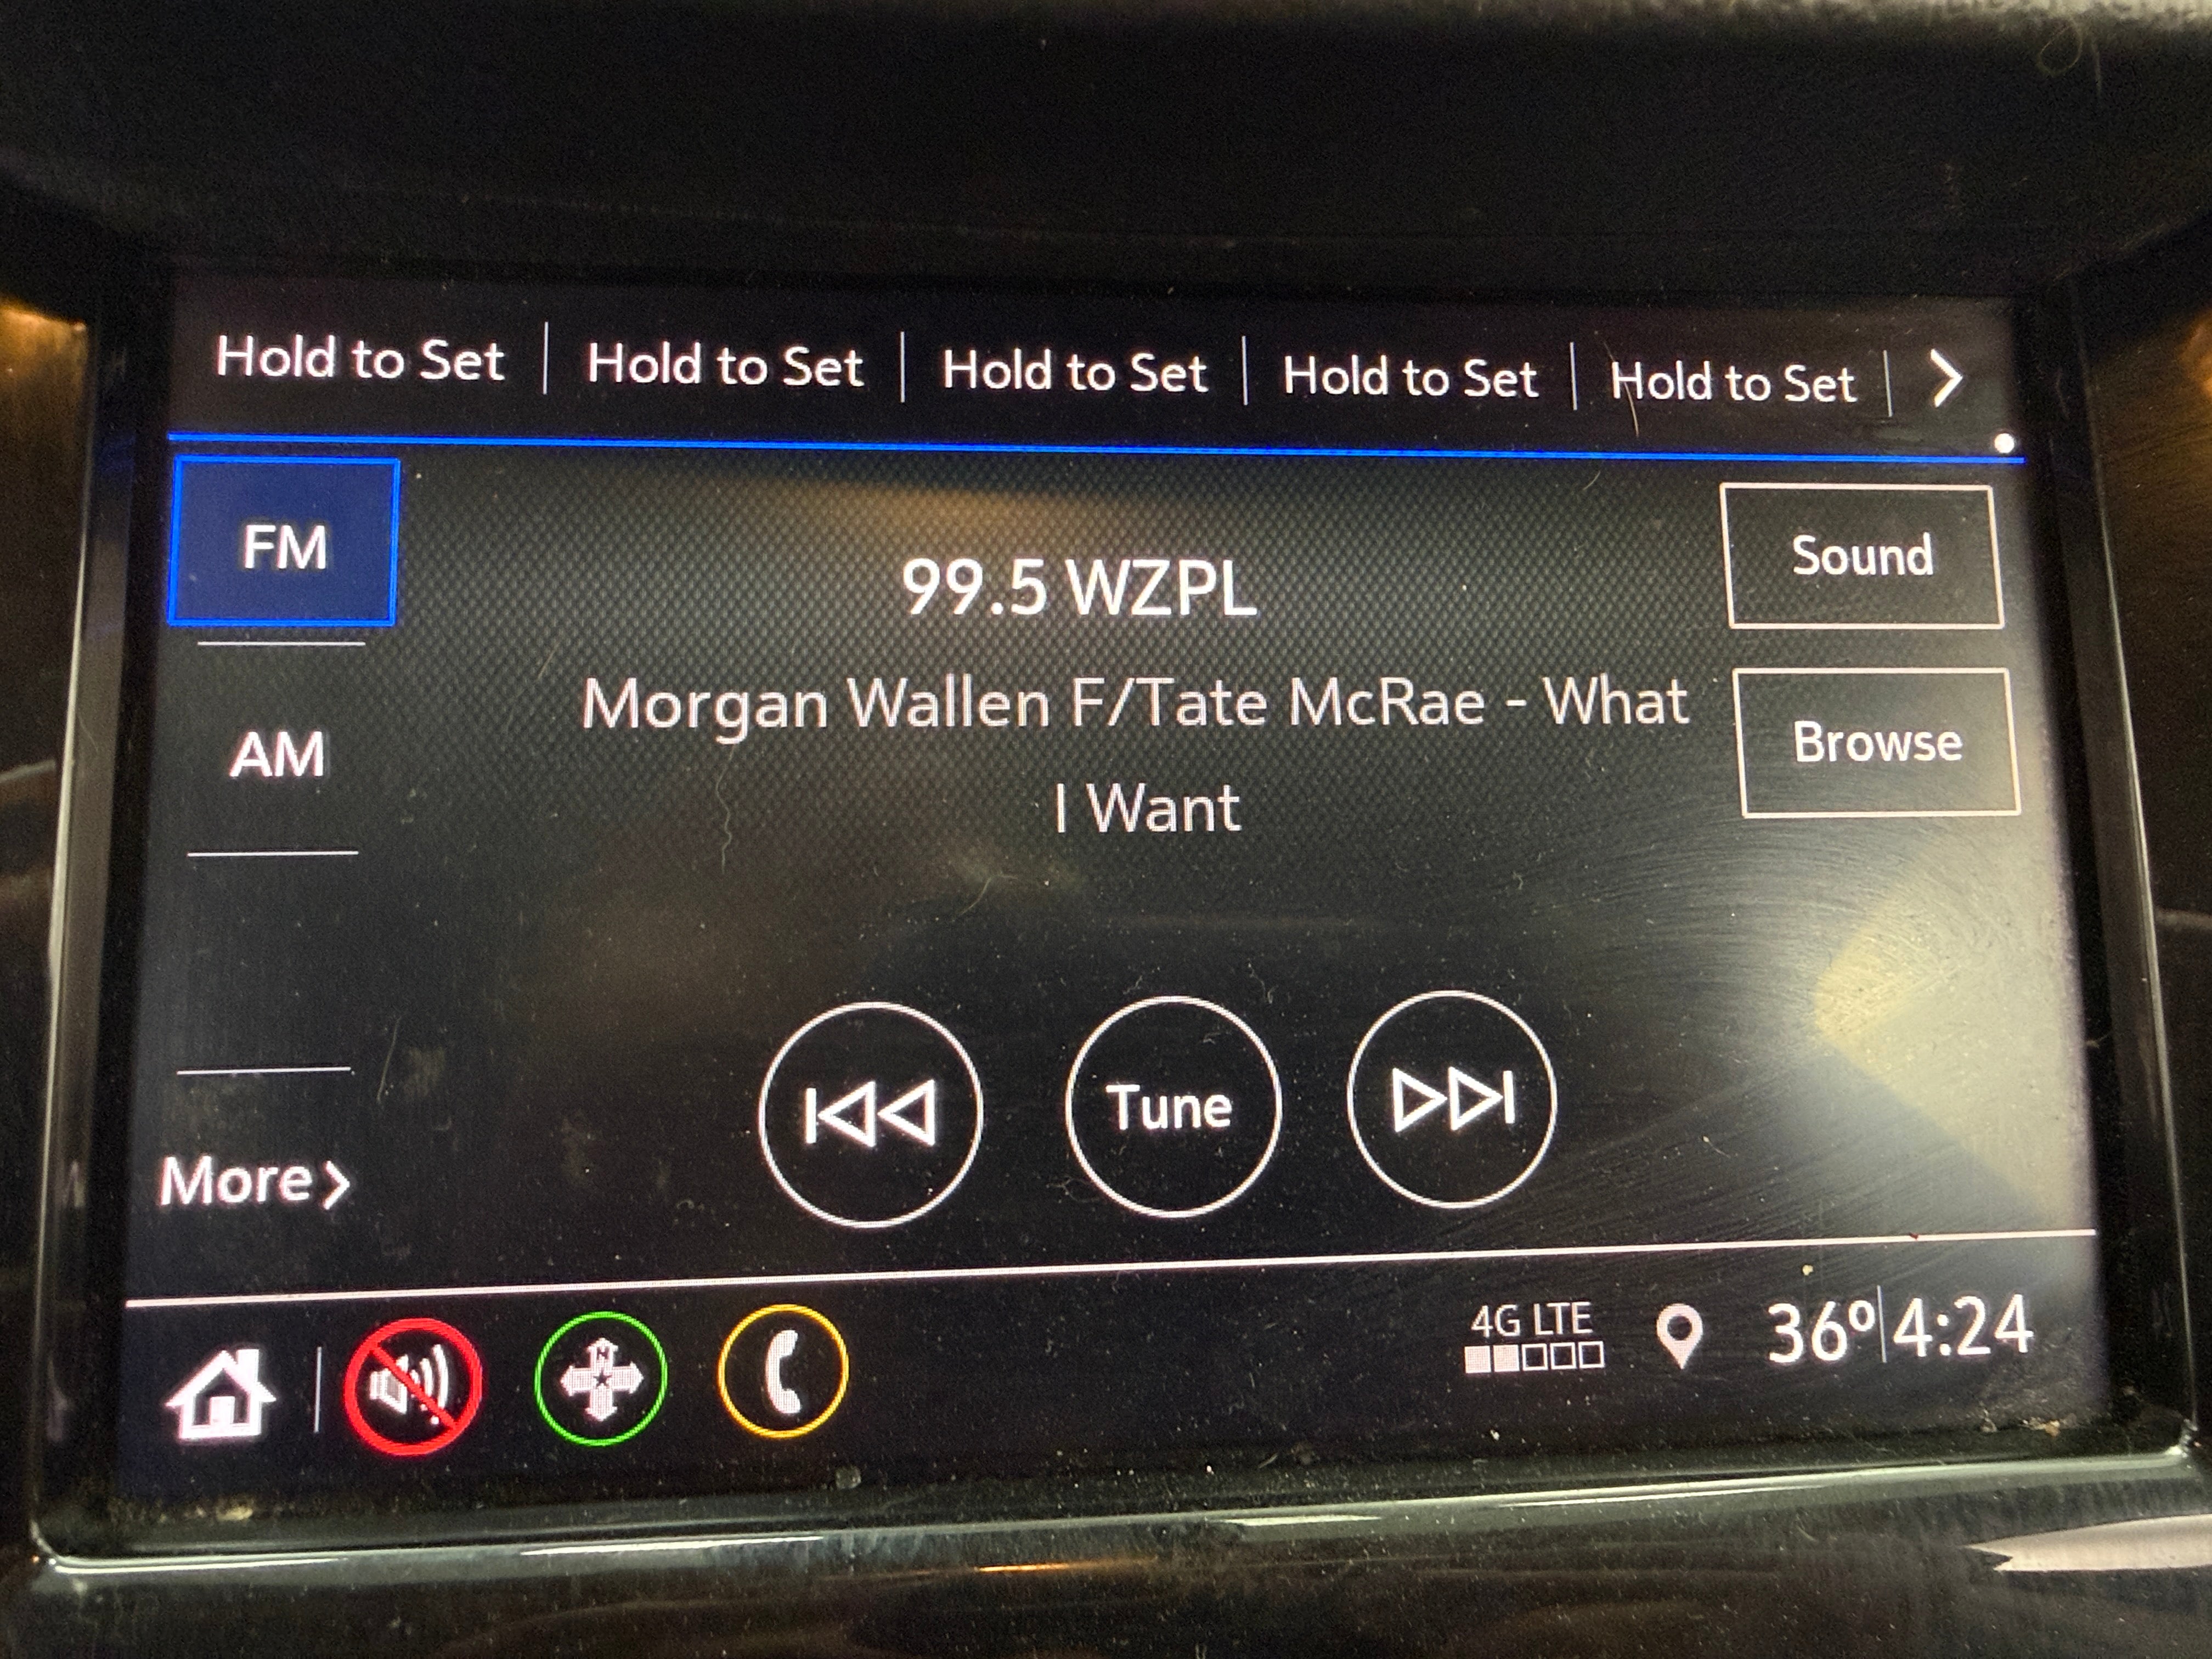 Hold to Set Hold to Set Hold to Set Hold to Set Hold to Set
FM
99.5 WZPL
Sound
Morgan Wallen F/Tate McRae - What
I Want
AM
Browse
Tune
More
4G LTE
N
36° 4:24